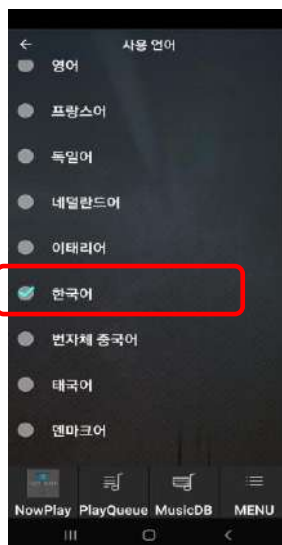 사용 언어
영어
프랑스어
독일어
네덜란드어
이태리어
한국어
번자체 중국어
태국어
덴마크어
NowPlay PlayQueue MusicDB MENU